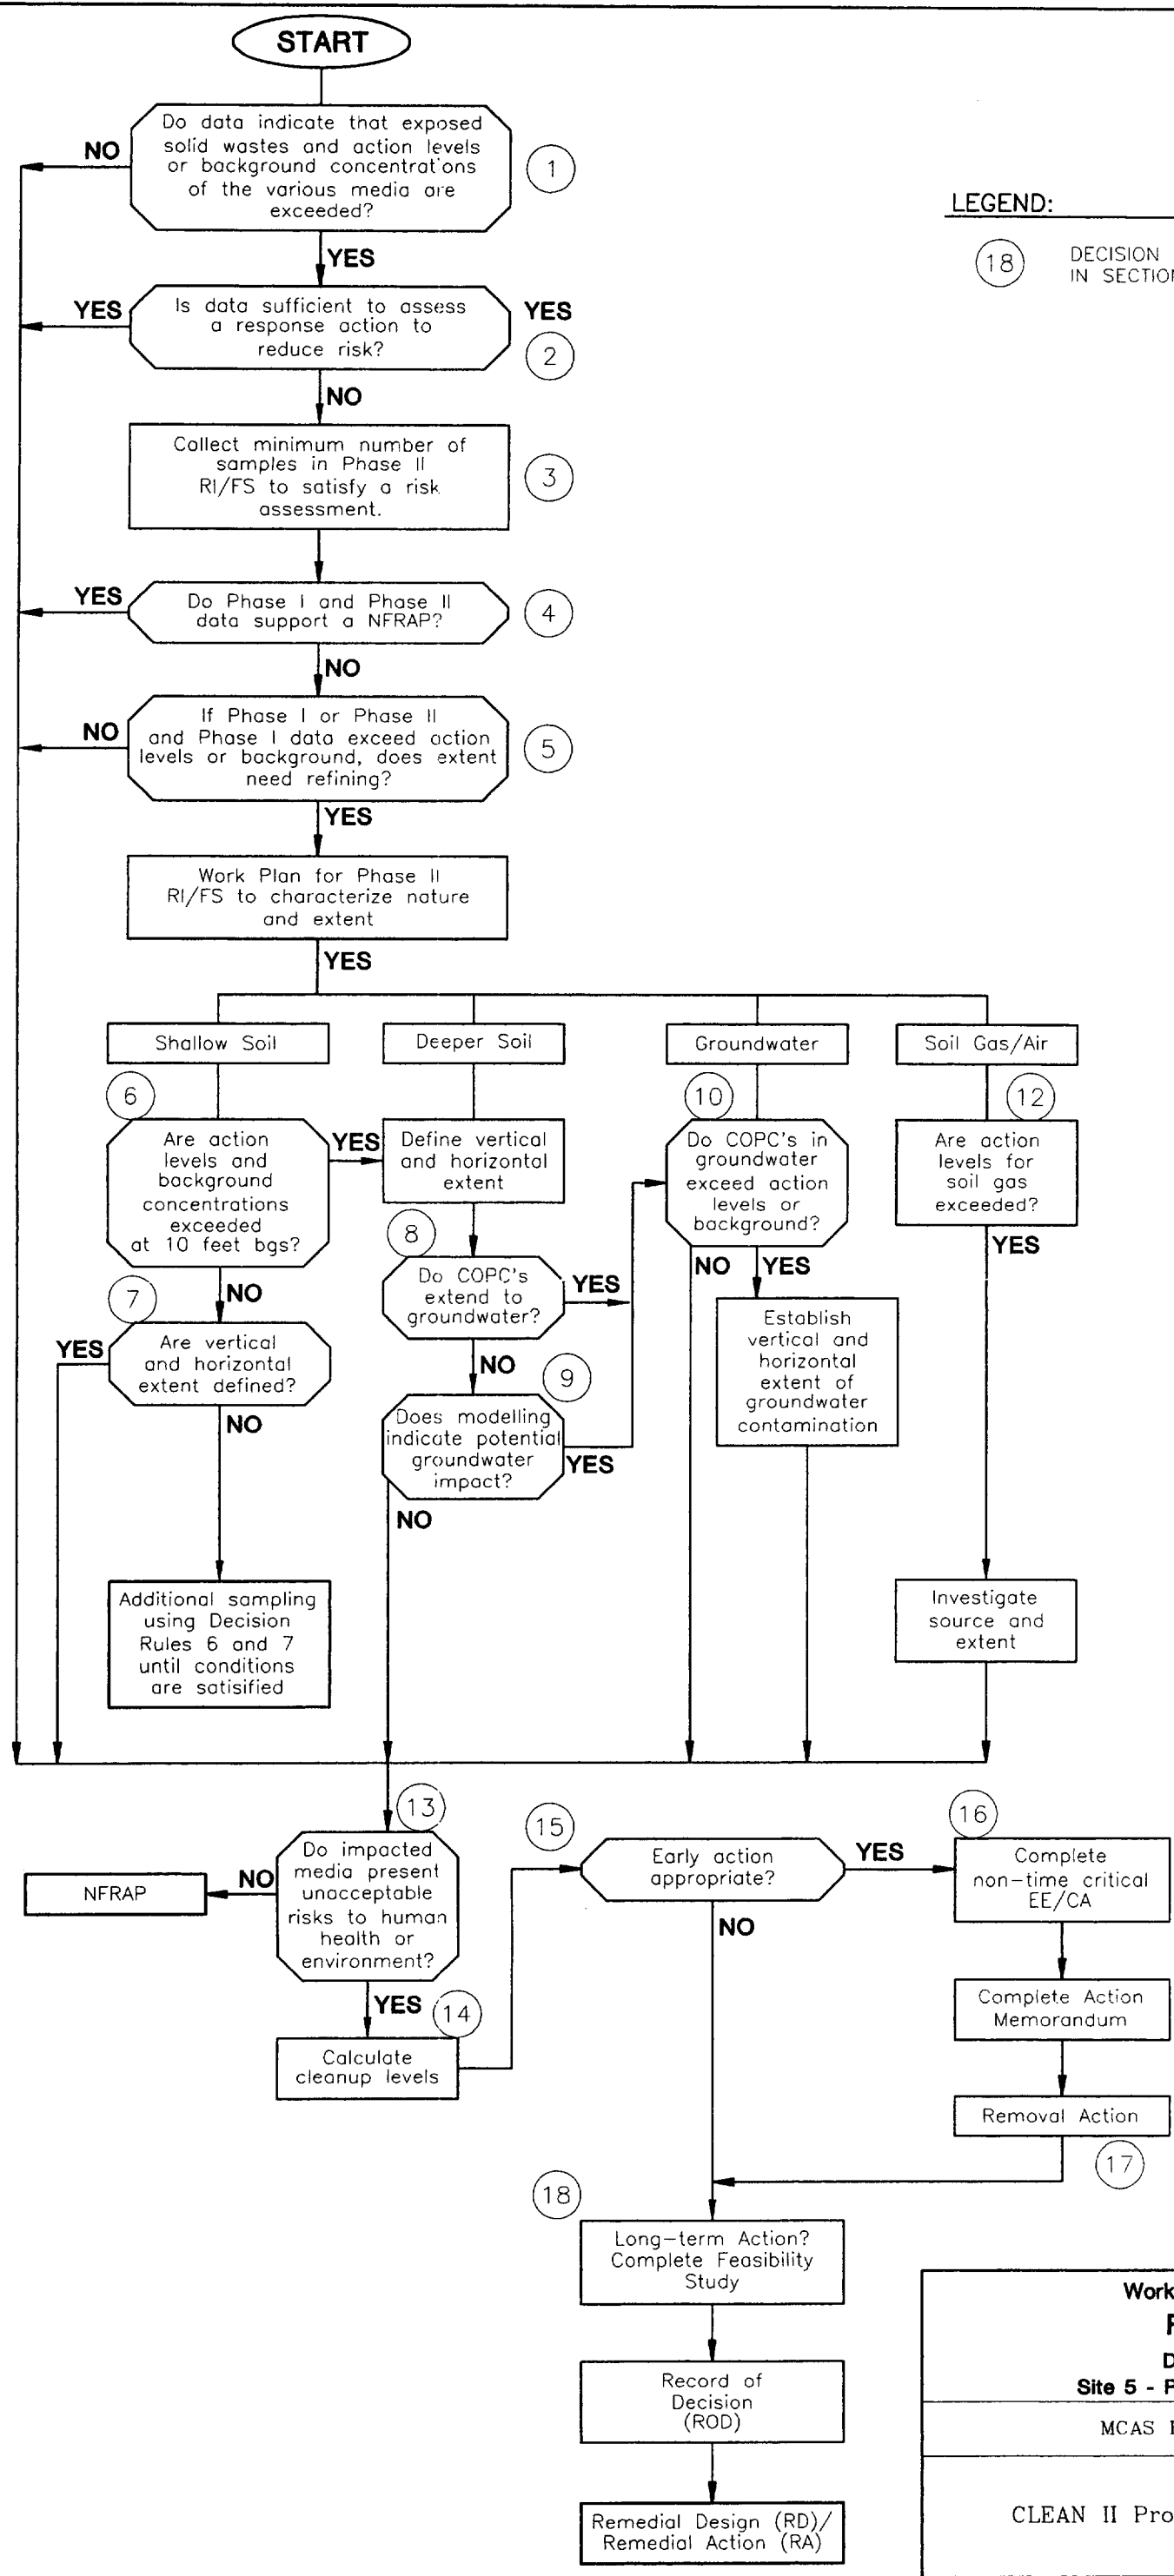 START
Do data indicate that exposed
solid wastes and action levels
or background concentrations
of the various media are
exceeded?
NO
1
YES
LEGEND:
18
DECISION
IN SECTION
Is data sufficient to assess
a response action to
reduce risk?
YES
YES
2
NO
Collect minimum number of
samples in Phase II
RI/FS to satisfy a risk
assessment.
3
Do Phase I and Phase II
data support a NFRAP?
YES
4
NO
If Phase I or Phase II
and Phase I data exceed action
levels or background, does extent
need refining?
NO
5
YES
Work Plan for Phase II
RI/FS to characterize nature
and extent
YES
Shallow Soil
Deeper Soil
Groundwater
Soil Gas/Air
6
Are action
levels and
background
concentrations
exceeded
at 10 feet bgs?
YES
NO
7
Are vertical
and horizontal
extent defined?
YES
NO
Additional sampling
using Decision
Rules 6 and 7
until conditions
are satisified
Define vertical
and horizontal
extent
8
Do COPC's
extend to
groundwater?
YES
NO
9
Does modelling
indicate potential
groundwater
impact?
YES
NO
10
Do COPC's in
groundwater
exceed action
levels or
background?
NO
YES
Establish
vertical and
horizontal
extent of
groundwater
contamination
12
Are action
levels for
soil gas
exceeded?
YES
Investigate
source and
extent
13
Do impacted
media present
unacceptable
risks to human
health or
environment?
NO
NFRAP
YES
14
Calculate
cleanup levels
15
Early action
appropriate?
YES
NO
16
Complete
non-time critical
EE/CA
Complete Action
Memorandum
Removal Action
17
18
Long-term Action?
Complete Feasibility
Study
Record of
Decision
(ROD)
Remedial Design (RD)/
Remedial Action (RA)
Work
Site 5 -
MCAS
CLEAN II